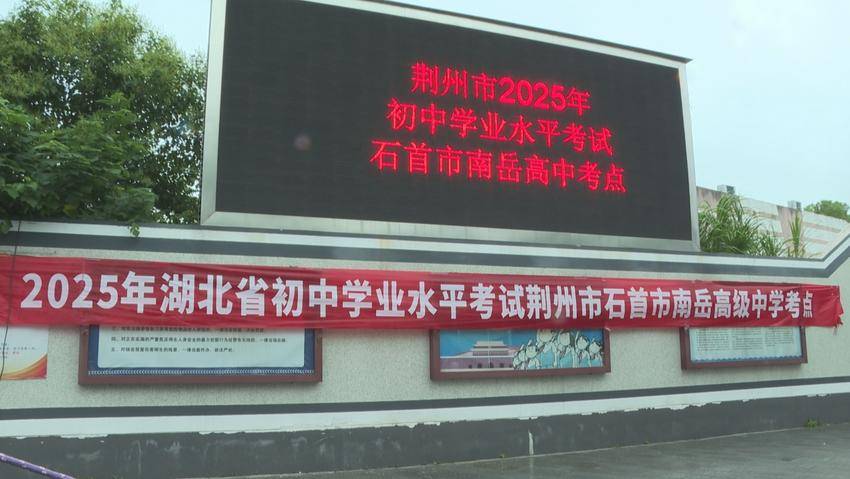 荆州市2025年
初中学业水平考试
石首市南岳高中考点
2025年湖北省初中学业水平考试荆州市石首市南岳高级中学考点